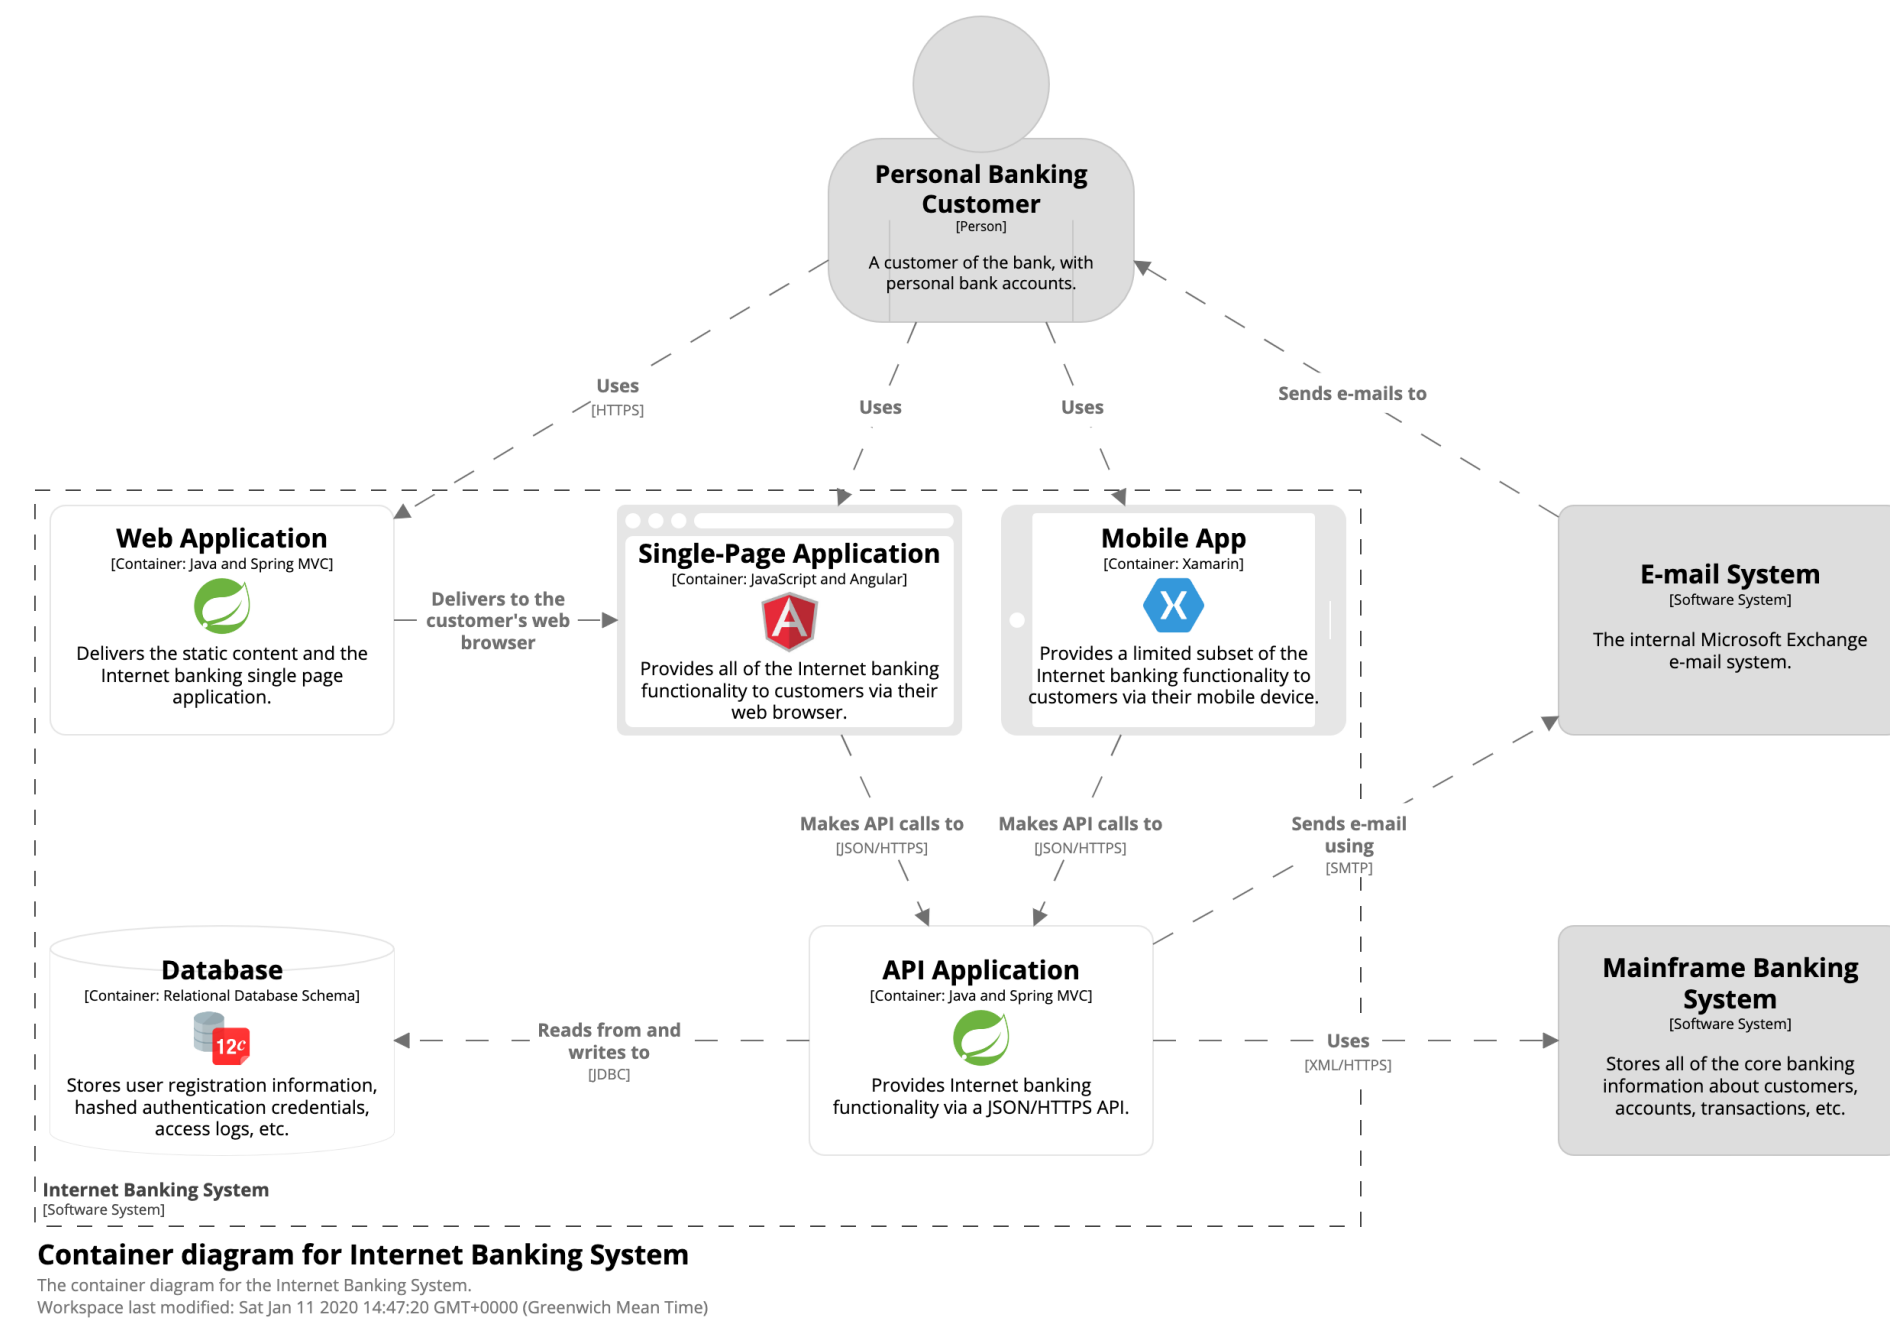 Personal Banking
Customer
[Person]
A customer of the bank, with
personal bank accounts.
Uses
[HTTPS]
Uses
Uses
Sends e-mails to
Web Application
[Container: Java and Spring MVC]
Delivers the static content and the
Internet banking single page
application.
Delivers to the
customer's web
browser
Single-Page Application
[Container: JavaScript and Angular]
Provides all of the Internet banking
functionality to customers via their
web browser.
Mobile App
[Container: Xamarin]
Provides a limited subset of the
Internet banking functionality to
customers via their mobile device.
E-mail System
[Software System]
The internal Microsoft Exchange
e-mail system.
Makes API calls to
[JSON/HTTPS]
Makes API calls to
[JSON/HTTPS]
Sends e-mail
using
[SMTP]
Database
[Container: Relational Database Schema]
12c
Stores user registration information,
hashed authentication credentials,
access logs, etc.
Reads from and
writes to
[JDBC]
API Application
[Container: Java and Spring MVC]
Provides Internet banking
functionality via a JSON/HTTPS API.
Uses
[XML/HTTPS]
Mainframe Banking
System
[Software System]
Stores all of the core banking
information about customers,
accounts, transactions, etc.
Internet Banking System
[Software System]
Container diagram for Internet Banking System
The container diagram for the Internet Banking System.
Workspace last modified: Sat Jan 11 2020 14:47:20 GMT+0000 (Greenwich Mean Time)